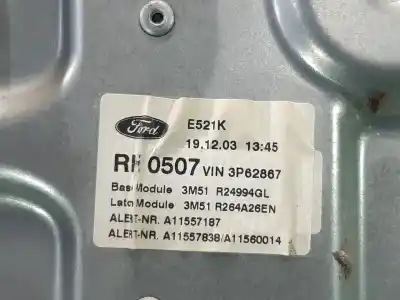 Ford
E521K
19.12.03 13:45
RH 0507 VIN 3P62867
Base Module 3M51 R24994GL
Latc Module 3M51 R264A26EN
ALERT-NR. A11557187
ALERT-NR. A11557838/A11560014